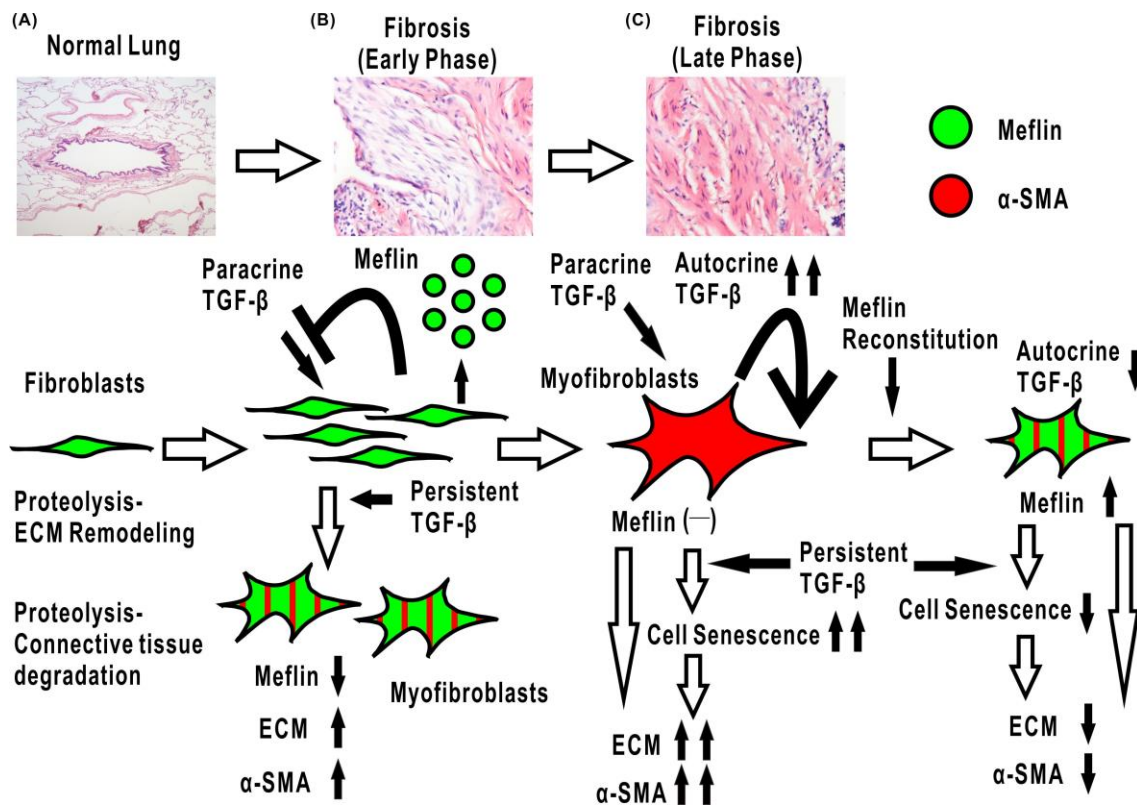 (A)
Normal Lung
(B)
Fibrosis
(Early Phase)
(C)
Fibrosis
(Late Phase)
Meflin
α-SMA
Paracrine
TGF-β
Meflin
Paracrine
TGF-β
Autocrine
TGF-β
Meflin
Reconstitution
Fibroblasts
Myofibroblasts
Autocrine
TGF-β
Proteolysis-
ECM Remodeling
Persistent
TGF-β
Meflin (—)
Meflin
Persistent
TGF-β
Proteolysis-
Connective tissue
degradation
Cell Senescence
Cell Senescence
Meflin
Myofibroblasts
ECM
α-SMA
ECM
α-SMA
ECM
α-SMA